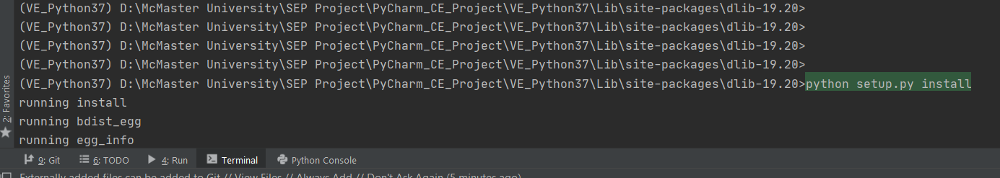 (VE_Python37) D:\McMaster University\SEP Project\PyCharm_CE_Project\VE_Python37\Lib\site-packages\dlib-19.20>
(VE_Python37) D:\McMaster University\SEP Project\PyCharm_CE_Project\VE_Python37\Lib\site-packages\dlib-19.20>
(VE_Python37) D:\McMaster University\SEP Project\PyCharm_CE_Project\VE_Python37\Lib\site-packages\dlib-19.20>
(VE_Python37) D:\McMaster University\SEP Project\PyCharm_CE_Project\VE_Python37\Lib\site-packages\dlib-19.20>
(VE_Python37) D:\McMaster University\SEP Project\PyCharm_CE_Project\VE_Python37\Lib\site-packages\dlib-19.20>python setup.py install
running install
running bdist_egg
running egg_info
2: Favorites
9: Git 6: TODO 4: Run Terminal Python Console
Externally added files can be added to Git // View Files // Always Add // Don't Ask Again (5 minutes ago)